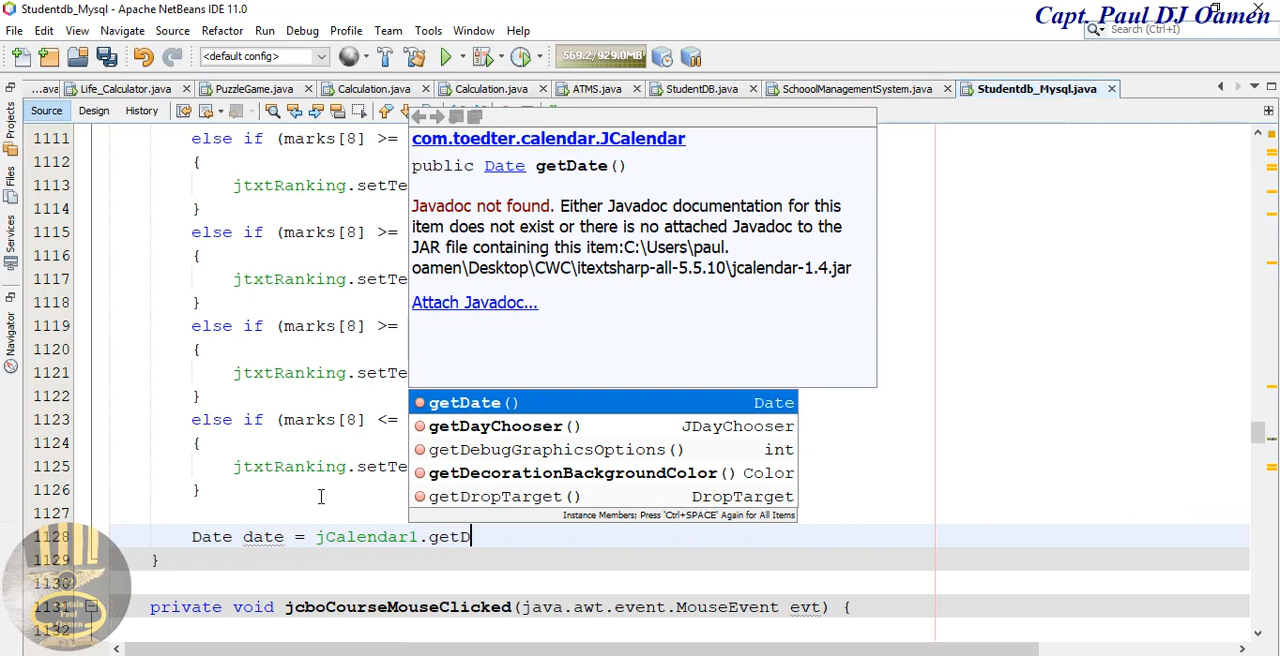 Studentdb_Mysql - Apache NetBeans IDE 11.0
Capt. Paul DJ Oamen
File Edit View Navigate Source Refactor Run Debug Profile Team Tools Window Help
Search (Ctrl+I)
<default config>
569.2/929.0MB
...ava Life_Calculator.java PuzzleGame.java Calculation.java Calculation.java ATMS.java StudentDB.java SchooolManagementSystem.java Studentdb_Mysql.java
Source Design History
Projects
Files
Services
Navigator
1111 else if (marks[8] >=
1112 {
1113 jtxtRanking.setTe
1114 }
1115 else if (marks[8] >=
1116 {
1117 jtxtRanking.setTe
1118 }
1119 else if (marks[8] >=
1120 {
1121 jtxtRanking.setTe
1122 }
1123 else if (marks[8] <=
1124 {
1125 jtxtRanking.setTe
1126 }
1127
1128 Date date = jCalendar1.getD
1129 }
1130
1131 private void jcboCourseMouseClicked(java.awt.event.MouseEvent evt) {
1132
com.toedter.calendar.JCalendar
public Date getDate()
Javadoc not found. Either Javadoc documentation for this
item does not exist or there is no attached Javadoc to the
JAR file containing this item:C:\Users\paul.
oamen\Desktop\CWC\itextsharp-all-5.5.10\jcalendar-1.4.jar
Attach Javadoc...
getDate() Date
getDayChooser() JDayChooser
getDebugGraphicsOptions() int
getDecorationBackgroundColor() Color
getDropTarget() DropTarget
Instance Members; Press 'Ctrl+SPACE' Again for All Items
Captain
Paul
Oamen